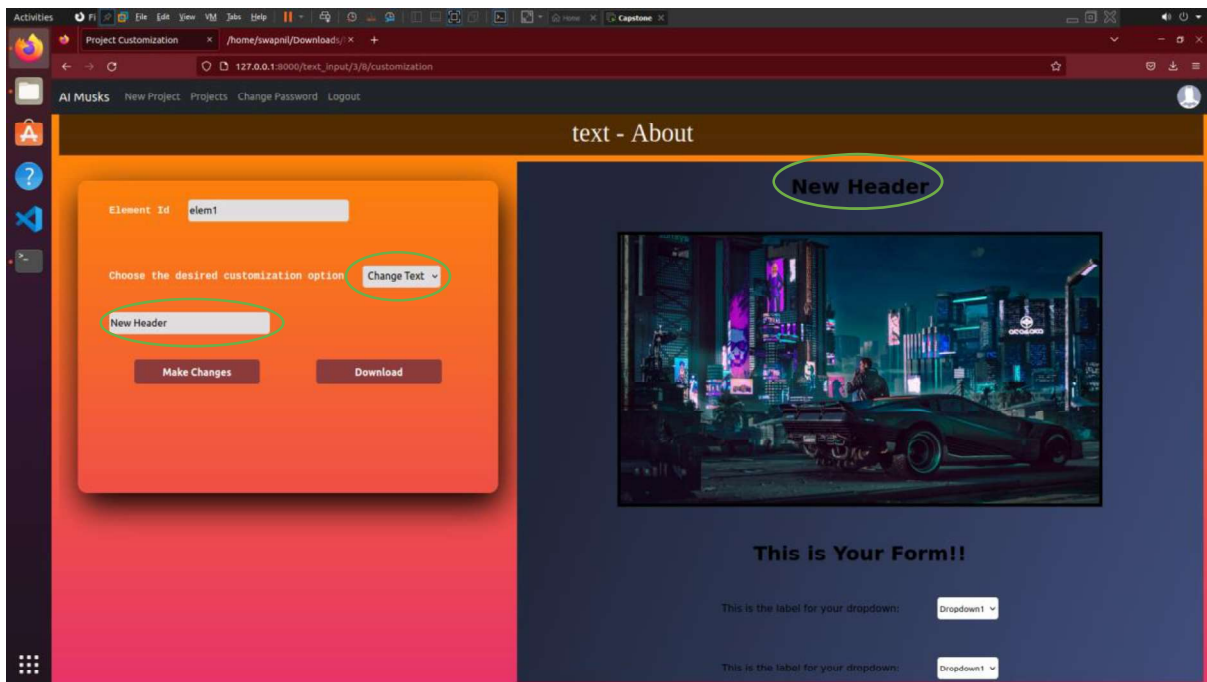 Activities Fi File Edit View VM Tabs Help Home Capstone
Project Customization /home/swapnil/Downloads/
127.0.0.1:8000/text_input/3/8/customization
AI Musks New Project Projects Change Password Logout
text - About
Element Id elem1
Choose the desired customization option Change Text
New Header
Make Changes Download
New Header
This is Your Form!!
This is the label for your dropdown: Dropdown1
This is the label for your dropdown: Dropdown1